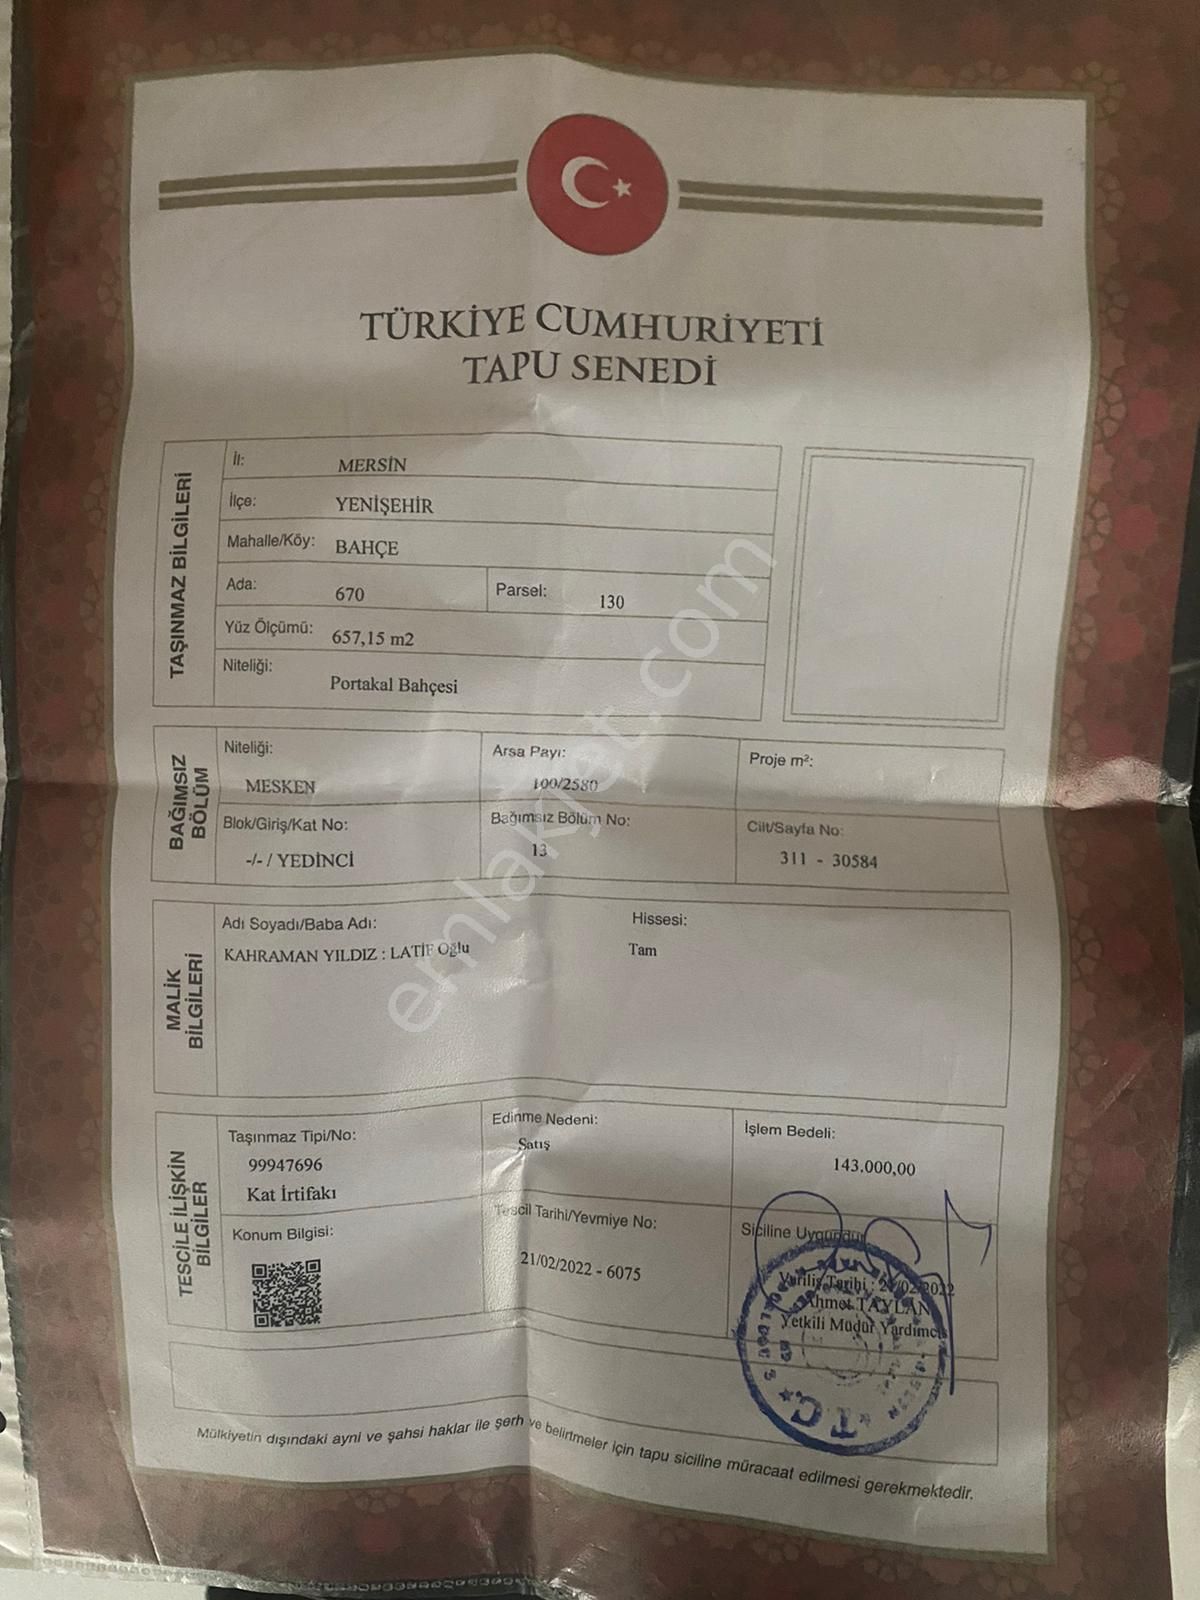 TÜRKİYE CUMHURİYETİ
TAPU SENEDİ
TAŞINMAZ BİLGİLERİ
İl: MERSİN
İlçe: YENİŞEHİR
Mahalle/Köy: BAHÇE
Ada: 670 Parsel: 130
Yüz Ölçümü: 657,15 m2
Niteliği: Portakal Bahçesi
BAĞIMSIZ BÖLÜM
Niteliği: Arsa Payı: Proje m²:
MESKEN 100/2580
Blok/Giriş/Kat No: Bağımsız Bölüm No: Cilt/Sayfa No:
-/- / YEDİNCİ 13 311 - 30584
MALİK BİLGİLERİ
Adı Soyadı/Baba Adı: Hissesi:
KAHRAMAN YILDIZ : LATİF Oğlu Tam
TESCİLE İLİŞKİN BİLGİLER
Taşınmaz Tipi/No: Edinme Nedeni: İşlem Bedeli:
99947696 Satış 143.000,00
Kat İrtifakı
Konum Bilgisi: Tescil Tarihi/Yevmiye No: Siciline Uygundur
21/02/2022 - 6075
Veriliş Tarihi : 21/02/2022
Ahmet TAYLAN
Yetkili Müdür Yardımcı
T.C.
Mülkiyetin dışındaki ayni ve şahsi haklar ile şerh ve belirtmeler için tapu siciline müracaat edilmesi gerekmektedir.
emlakjet.com